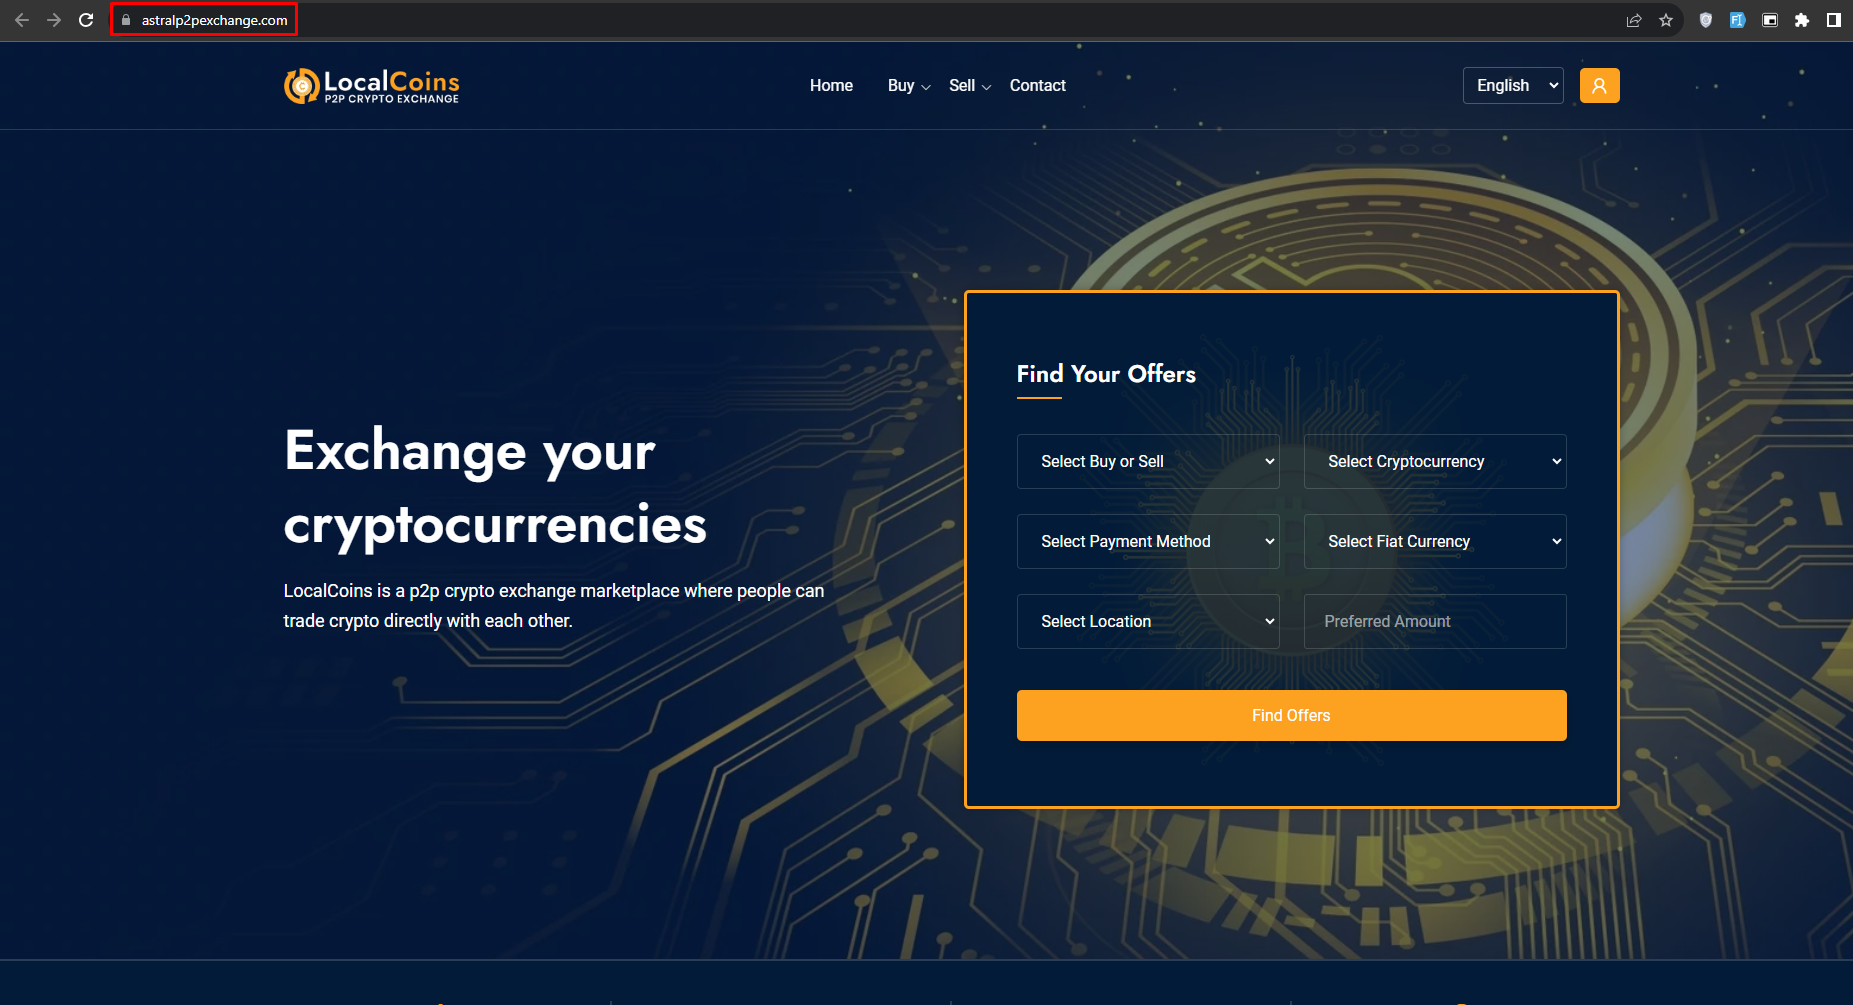 astralp2pexchange.com
LocalCoins
P2P CRYPTO EXCHANGE
Home Buy Sell Contact
English
Find Your Offers
Select Buy or Sell Select Cryptocurrency
Select Payment Method Select Fiat Currency
Select Location Preferred Amount
Find Offers
Exchange your
cryptocurrencies
LocalCoins is a p2p crypto exchange marketplace where people can
trade crypto directly with each other.